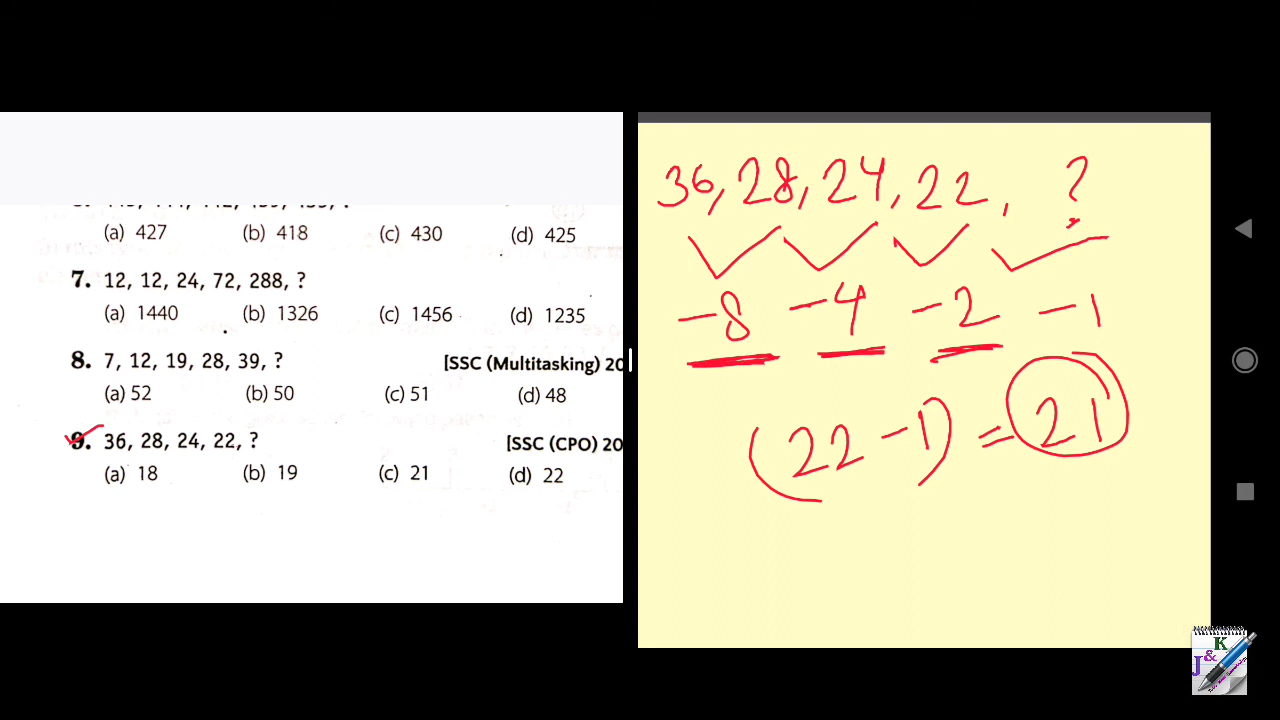 (a) 427 (b) 418 (c) 430 (d) 425
7. 12, 12, 24, 72, 288, ?
(a) 1440 (b) 1326 (c) 1456 (d) 1235
8. 7, 12, 19, 28, 39, ? [SSC (Multitasking) 20
(a) 52 (b) 50 (c) 51 (d) 48
9. 36, 28, 24, 22, ? [SSC (CPO) 20
(a) 18 (b) 19 (c) 21 (d) 22
36, 28, 24, 22, ?
-8 -4 -2 -1
(22 -1) = 21
J&K